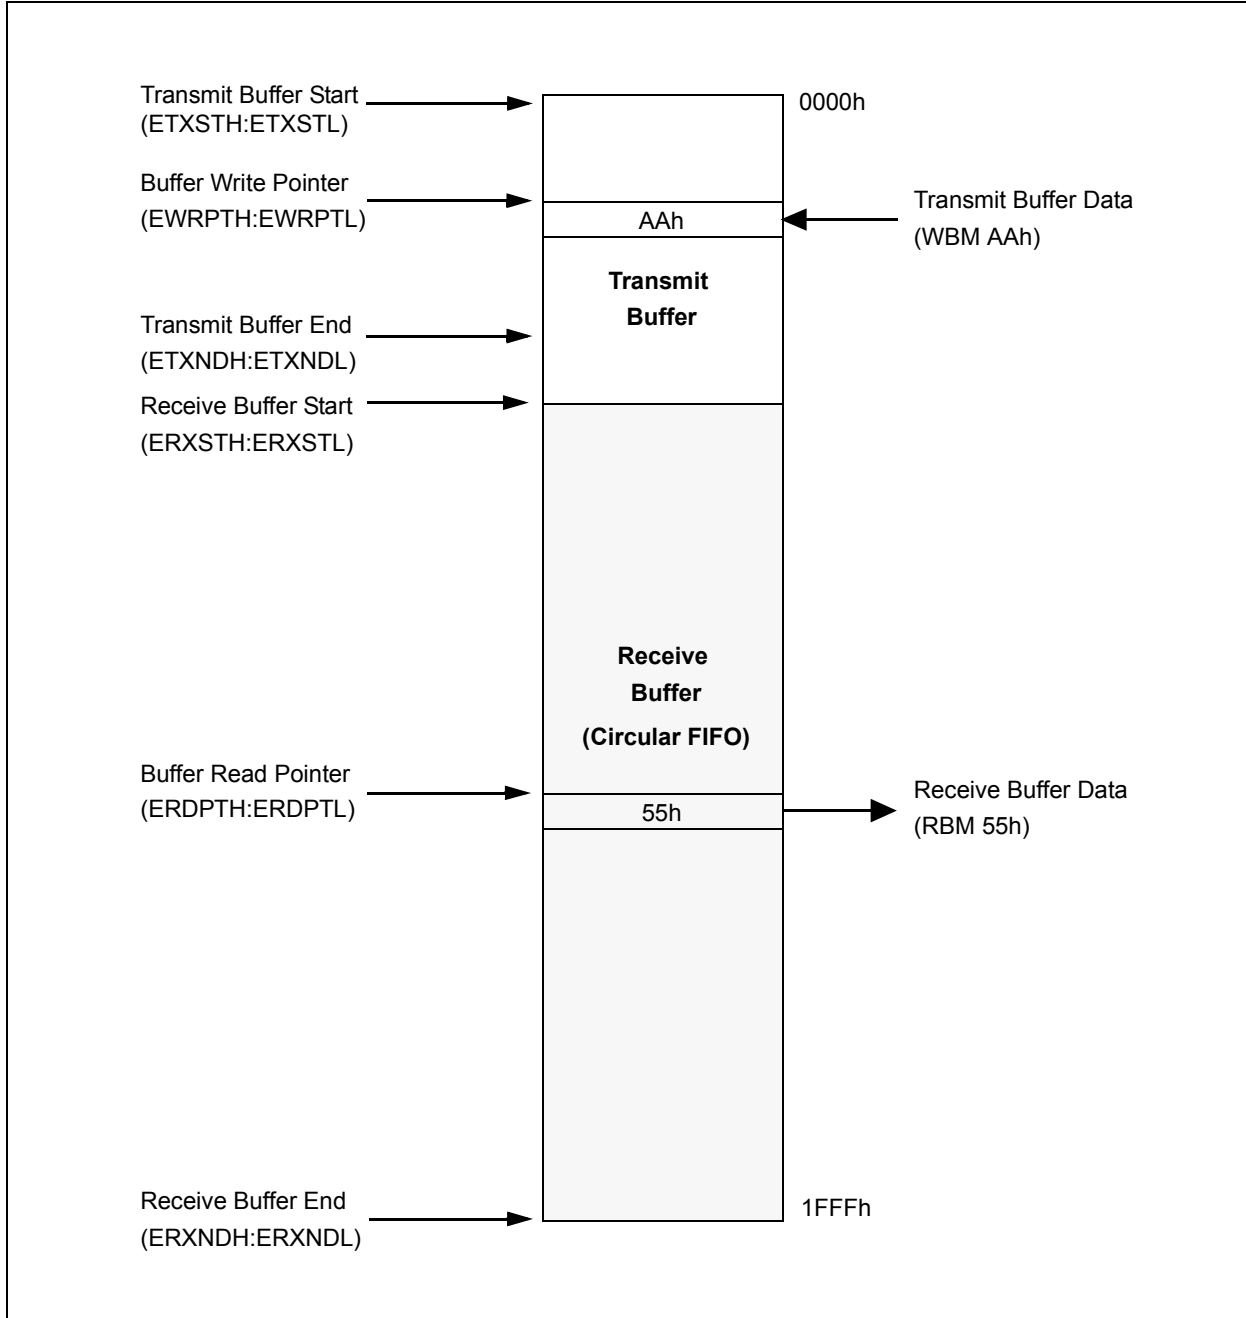 Transmit Buffer Start
(ETXSTH:ETXSTL)
0000h
Buffer Write Pointer
(EWRPTH:EWRPTL)
AAh
Transmit Buffer Data
(WBM AAh)
Transmit
Buffer
Transmit Buffer End
(ETXNDH:ETXNDL)
Receive Buffer Start
(ERXSTH:ERXSTL)
Receive
Buffer
(Circular FIFO)
Buffer Read Pointer
(ERDPTH:ERDPTL)
55h
Receive Buffer Data
(RBM 55h)
Receive Buffer End
(ERXNDH:ERXNDL)
1FFFh